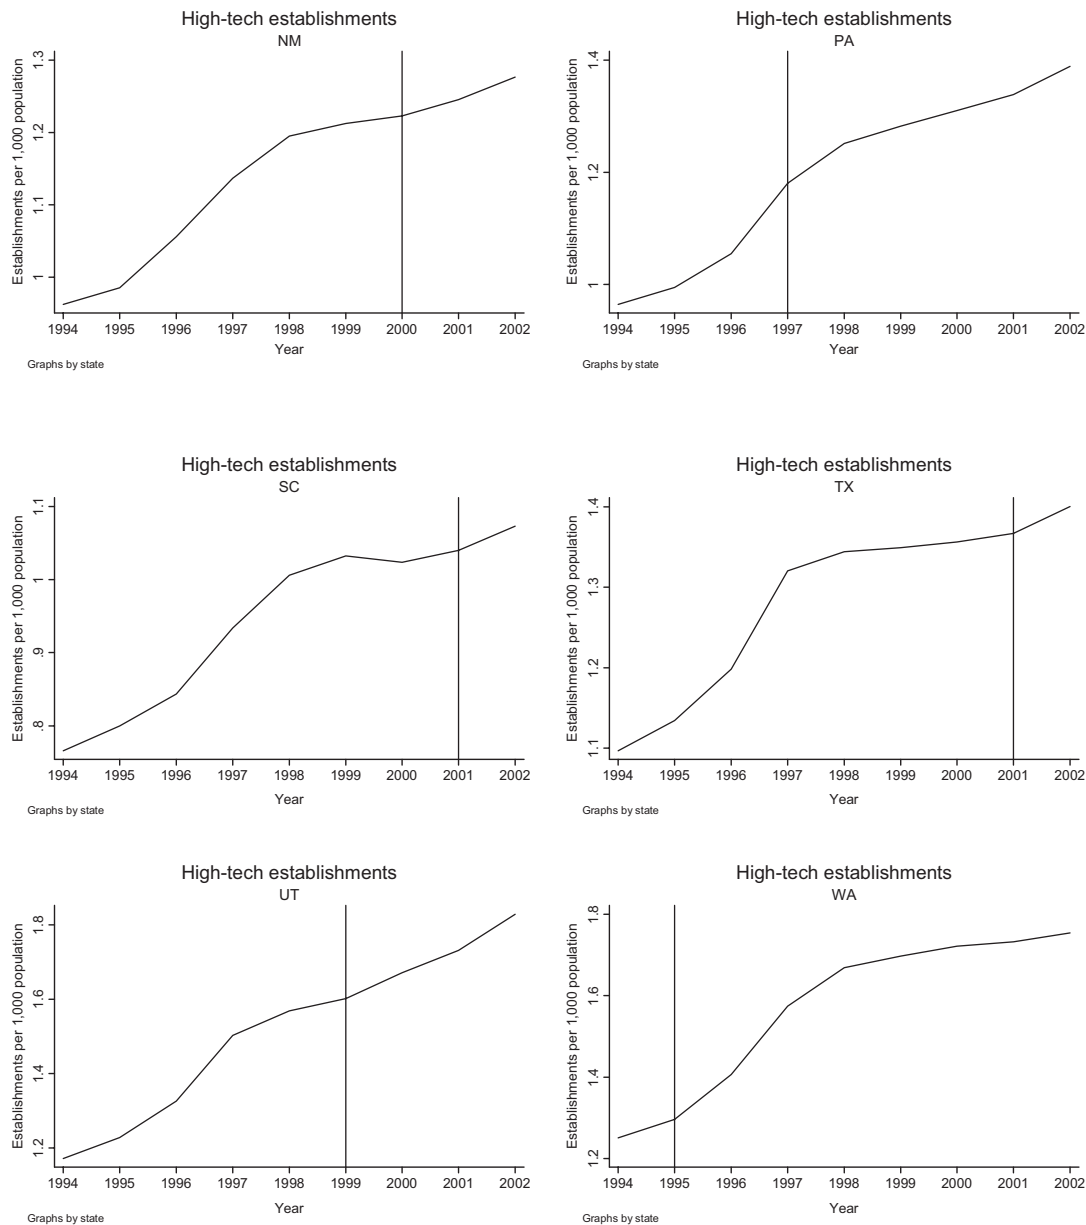 High-tech establishments
NM
Establishments per 1,000 population
1.3
1.2
1.1
1
1994 1995 1996 1997 1998 1999 2000 2001 2002
Year
Graphs by state
High-tech establishments
PA
Establishments per 1,000 population
1.4
1.2
1
1994 1995 1996 1997 1998 1999 2000 2001 2002
Year
Graphs by state
High-tech establishments
SC
Establishments per 1,000 population
1.1
1
.9
.8
1994 1995 1996 1997 1998 1999 2000 2001 2002
Year
Graphs by state
High-tech establishments
TX
Establishments per 1,000 population
1.4
1.3
1.2
1.1
1994 1995 1996 1997 1998 1999 2000 2001 2002
Year
Graphs by state
High-tech establishments
UT
Establishments per 1,000 population
1.8
1.6
1.4
1.2
1994 1995 1996 1997 1998 1999 2000 2001 2002
Year
Graphs by state
High-tech establishments
WA
Establishments per 1,000 population
1.8
1.6
1.4
1.2
1994 1995 1996 1997 1998 1999 2000 2001 2002
Year
Graphs by state